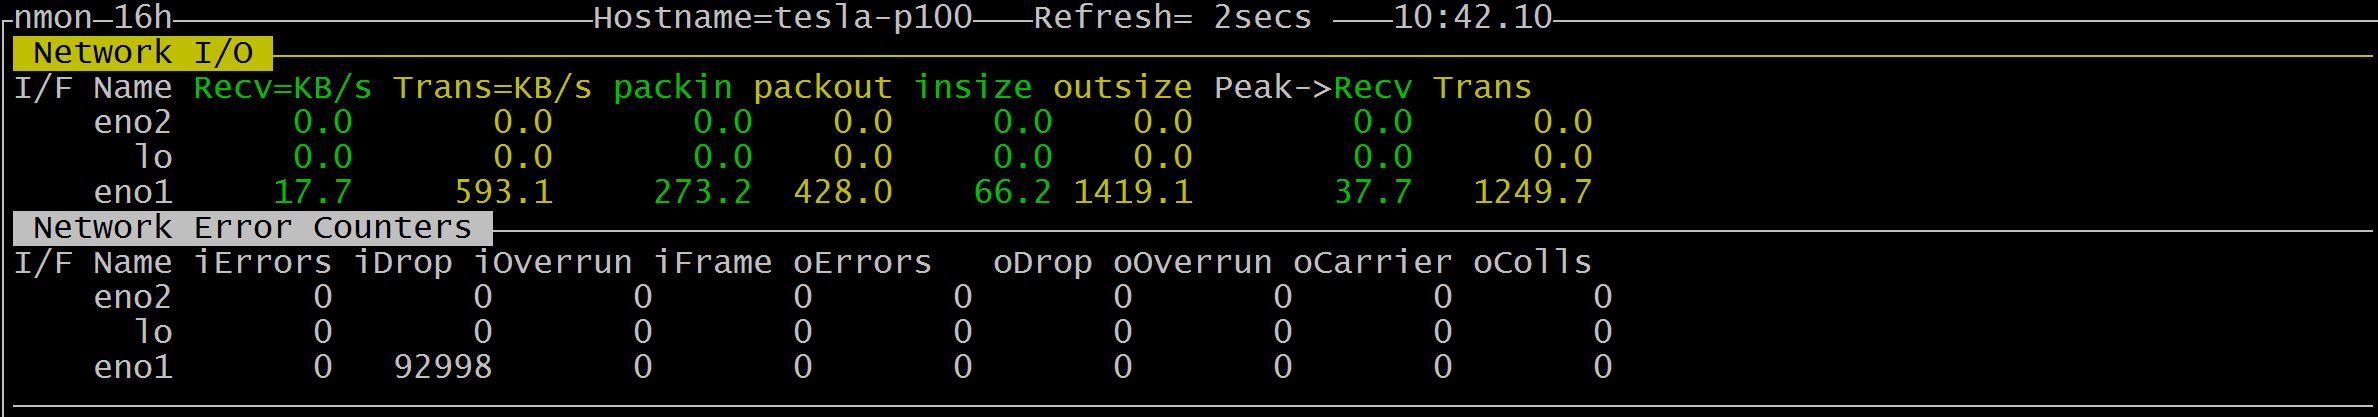 nmon-16h Hostname=tesla-p100 Refresh= 2secs 10:42.10
Network I/O
I/F Name Recv=KB/s Trans=KB/s packin packout insize outsize Peak->Recv Trans
eno2 0.0 0.0 0.0 0.0 0.0 0.0 0.0 0.0
lo 0.0 0.0 0.0 0.0 0.0 0.0 0.0 0.0
eno1 17.7 593.1 273.2 428.0 66.2 1419.1 37.7 1249.7
Network Error Counters
I/F Name iErrors iDrop iOverrun iFrame oErrors oDrop oOverrun oCarrier oColls
eno2 0 0 0 0 0 0 0 0 0
lo 0 0 0 0 0 0 0 0 0
eno1 0 92998 0 0 0 0 0 0 0